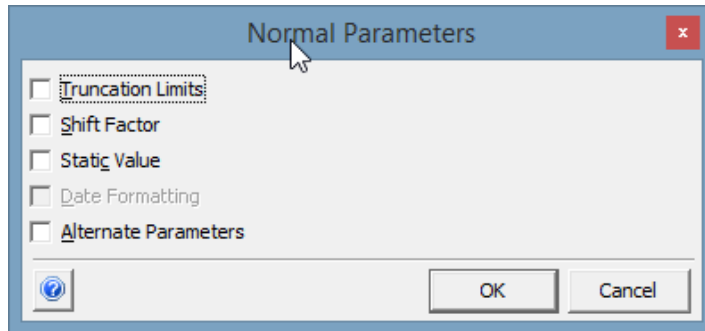 Normal Parameters
x
Truncation Limits
Shift Factor
Static Value
Date Formatting
Alternate Parameters
?
OK Cancel